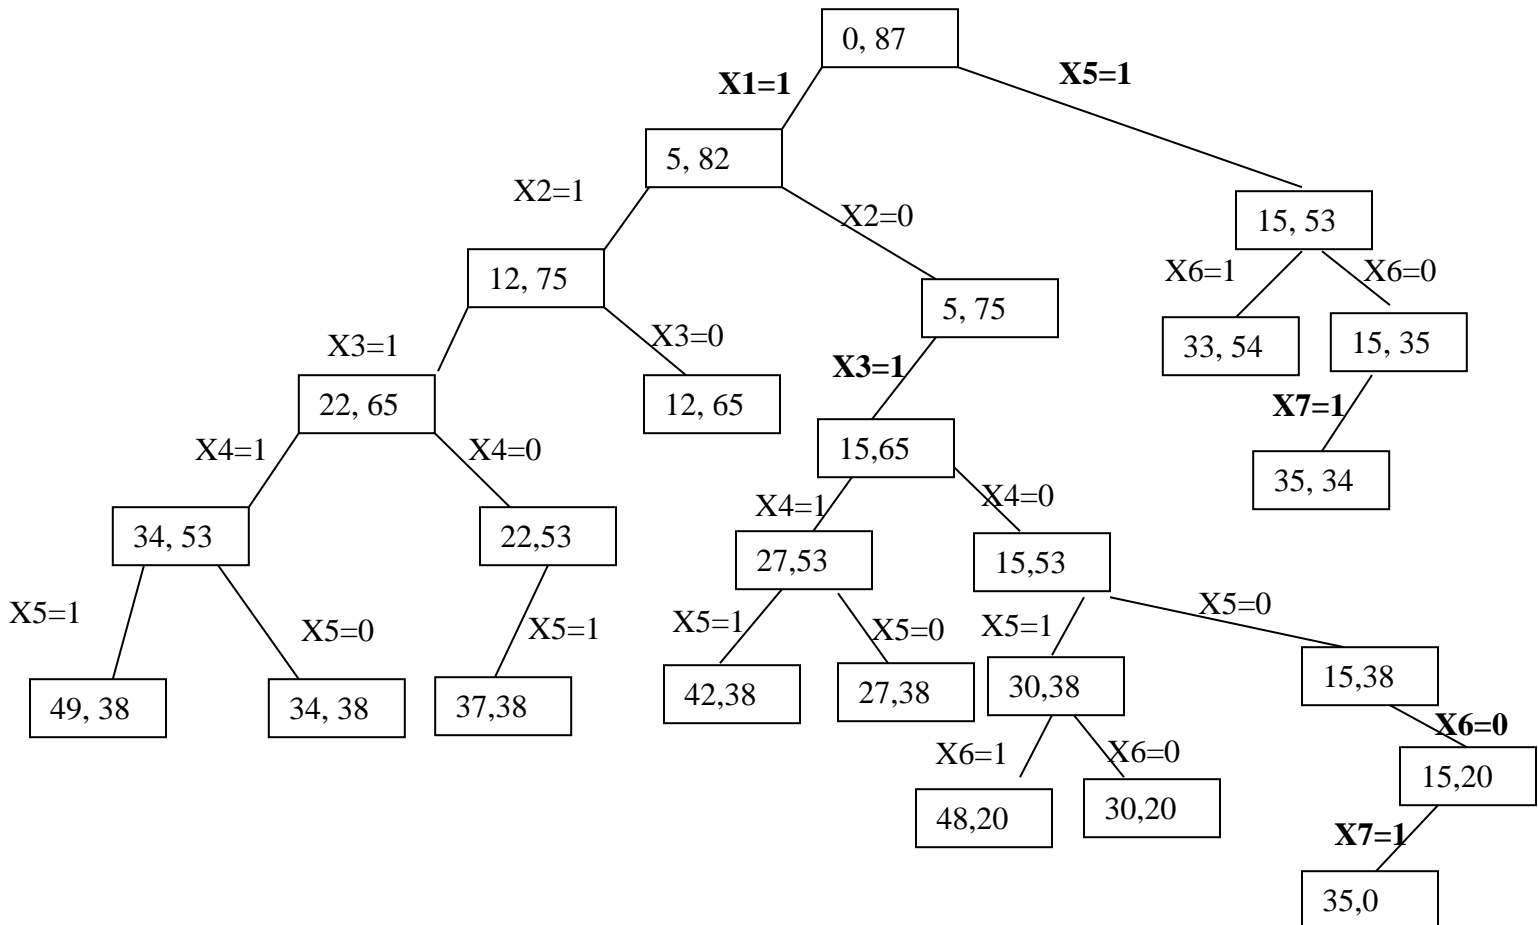 0, 87
X1=1
X5=1
5, 82
X2=1
X2=0
15, 53
12, 75
X6=1
X6=0
5, 75
X3=1
X3=0
33, 54
15, 35
X3=1
22, 65
12, 65
X7=1
X4=1
X4=0
15,65
35, 34
X4=1
X4=0
34, 53
22,53
27,53
15,53
X5=1
X5=0
X5=1
X5=1
X5=0
X5=1
X5=0
49, 38
34, 38
37,38
42,38
27,38
30,38
15,38
X6=1
X6=0
X6=0
48,20
30,20
15,20
X7=1
35,0